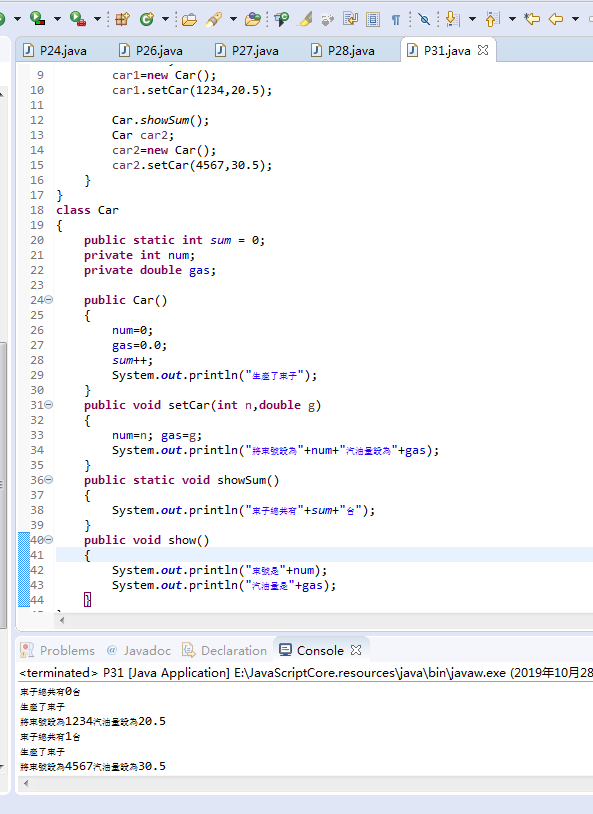 P24.java
P26.java
P27.java
P28.java
P31.java
9 car1=new Car();
10 car1.setCar(1234,20.5);
11
12 Car.showSum();
13 Car car2;
14 car2=new Car();
15 car2.setCar(4567,30.5);
16 }
17 }
18 class Car
19 {
20 public static int sum = 0;
21 private int num;
22 private double gas;
23
24 public Car()
25 {
26 num=0;
27 gas=0.0;
28 sum++;
29 System.out.println("生產了車子");
30 }
31 public void setCar(int n,double g)
32 {
33 num=n; gas=g;
34 System.out.println("將車號設為"+num+"汽油量設為"+gas);
35 }
36 public static void showSum()
37 {
38 System.out.println("車子總共有"+sum+"台");
39 }
40 public void show()
41 {
42 System.out.println("車號是"+num);
43 System.out.println("汽油量是"+gas);
44 }
Problems @ Javadoc Declaration Console
<terminated> P31 [Java Application] E:\JavaScriptCore.resources\java\bin\javaw.exe (2019年10月28
車子總共有0台
生產了車子
將車號設為1234汽油量設為20.5
車子總共有1台
生產了車子
將車號設為4567汽油量設為30.5